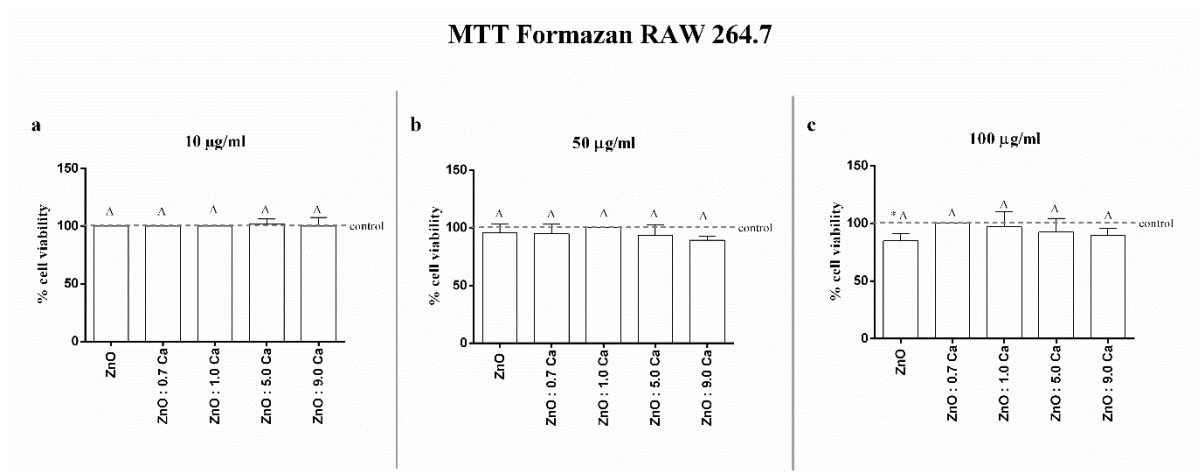 MTT Formazan RAW 264.7
a
10 µg/ml
% cell viability
150
100
50
0
A
A
A
A
A
control
ZnO
ZnO : 0.7 Ca
ZnO : 1.0 Ca
ZnO : 5.0 Ca
ZnO : 9.0 Ca
b
50 µg/ml
% cell viability
150
100
50
0
A
A
A
A
A
control
ZnO
ZnO : 0.7 Ca
ZnO : 1.0 Ca
ZnO : 5.0 Ca
ZnO : 9.0 Ca
c
100 µg/ml
% cell viability
150
100
50
0
* A
A
A
A
A
control
ZnO
ZnO : 0.7 Ca
ZnO : 1.0 Ca
ZnO : 5.0 Ca
ZnO : 9.0 Ca